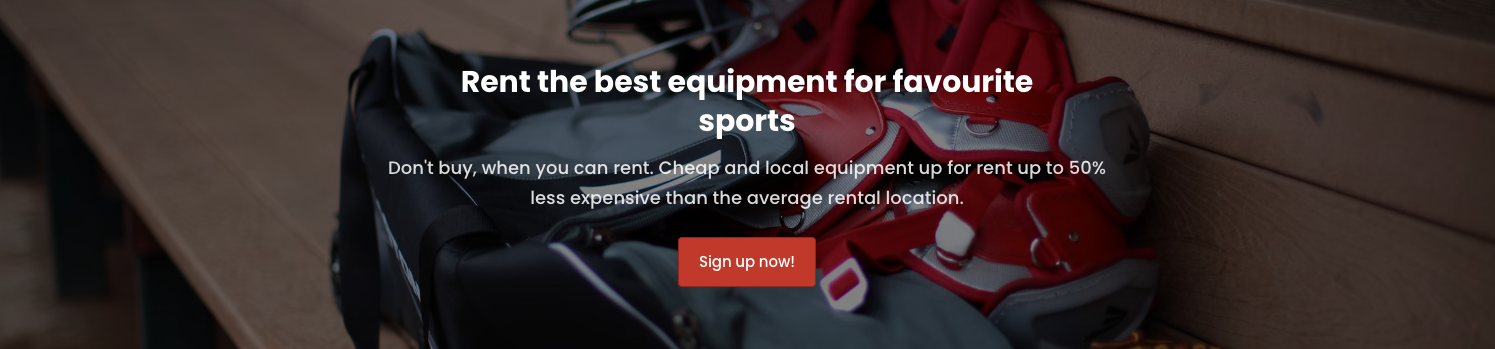 Rent the best equipment for favourite
sports
Don't buy, when you can rent. Cheap and local equipment up for rent up to 50%
less expensive than the average rental location.
Sign up now!